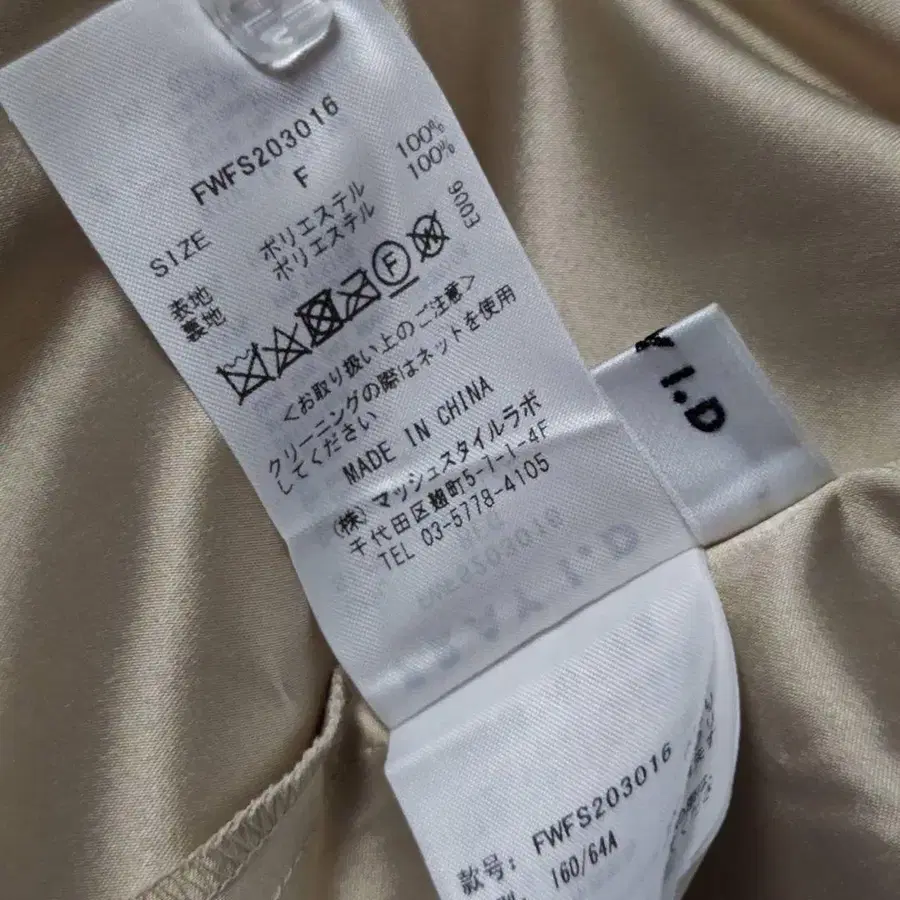 FWFS203016
SIZE F
表地 ポリエステル 100%
裏地 ポリエステル 100%
F
W
E006
<お取り扱い上のご注意>
クリーニングの際はネットを使用
してください
MADE IN CHINA
(株)マッシュスタイルラボ
千代田区麹町5-7-1-4F
TEL 03-5778-4105
Y I.D
款号: FWFS203016
160/64A